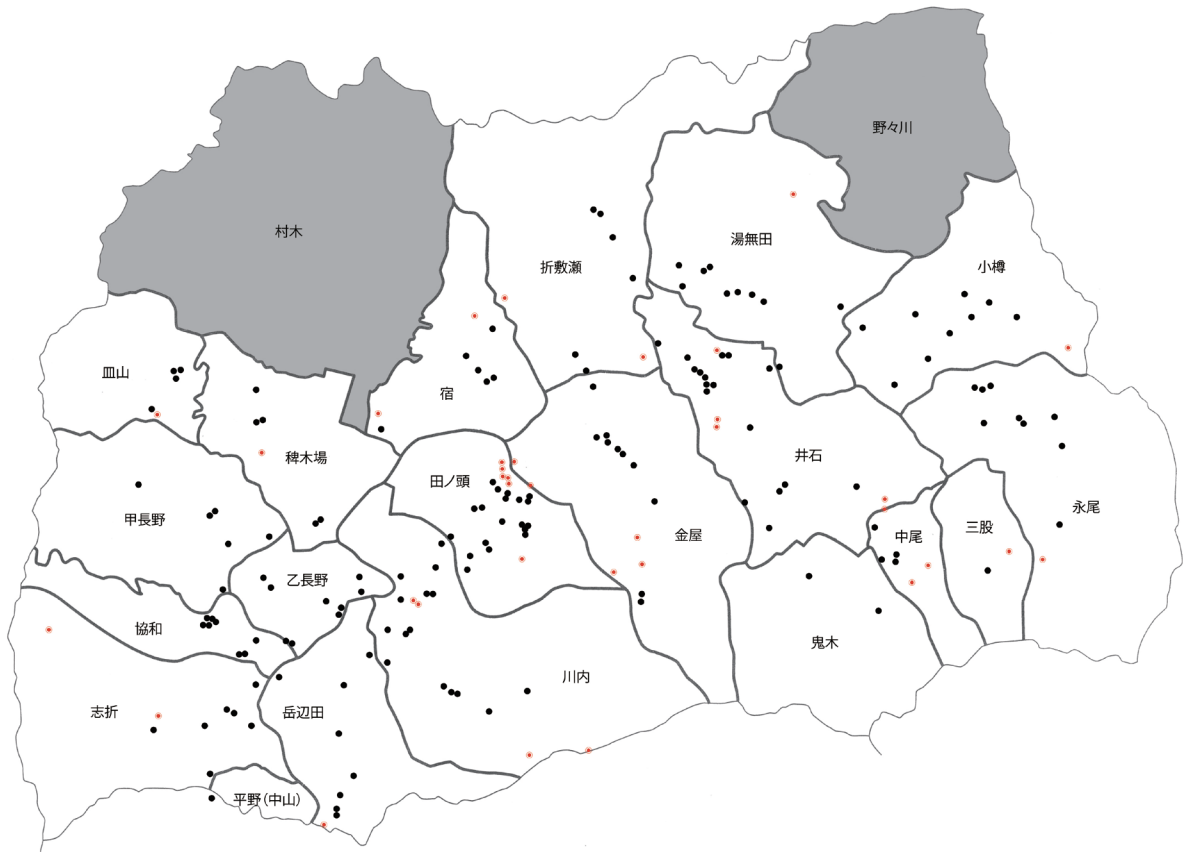 野々川
村木
湯無田
折敷瀬
小樽
皿山
宿
稗木場
井石
田ノ頭
永尾
甲長野
三股
金屋
中尾
乙長野
協和
鬼木
川内
志折
岳辺田
平野(中山)